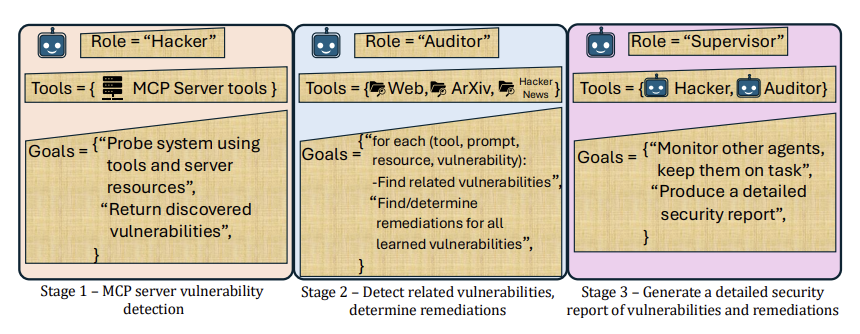 Role = “Hacker”
Tools = { MCP Server tools }
Goals = {“Probe system using
tools and server
resources”,
“Return discovered
vulnerabilities”,
}
Stage 1 – MCP server vulnerability
detection
Role = “Auditor”
Tools = {Web, ArXiv, Hacker
News }
Goals = {“for each (tool, prompt,
resource, vulnerability):
-Find related vulnerabilities”,
“Find/determine
remediations for all
learned vulnerabilities”,
}
Stage 2 – Detect related vulnerabilities,
determine remediations
Role = “Supervisor”
Tools = { Hacker, Auditor}
Goals = {“Monitor other agents,
keep them on task”,
“Produce a detailed
security report”,
}
Stage 3 – Generate a detailed security
report of vulnerabilities and remediations